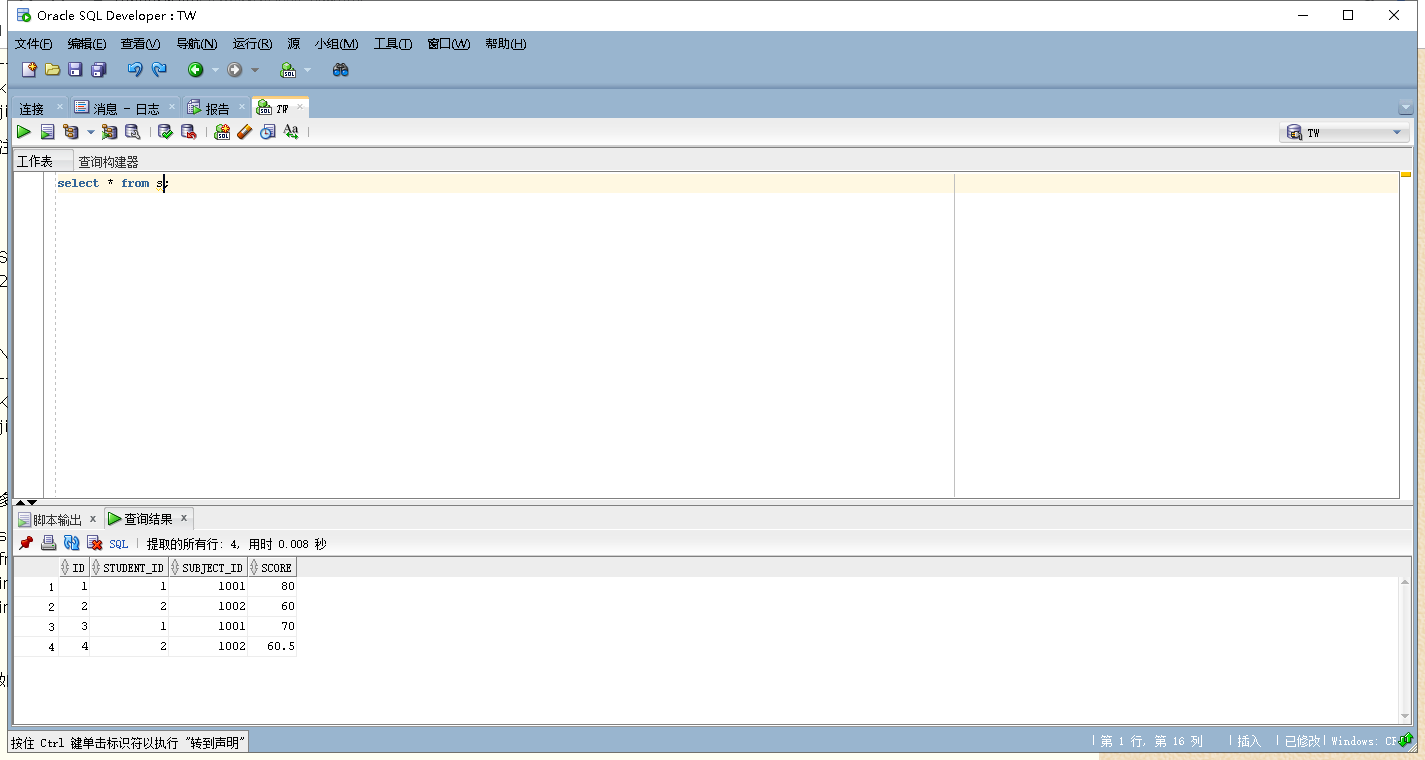 Oracle SQL Developer : TW
文件(F) 编辑(E) 查看(V) 导航(N) 运行(R) 源 小组(M) 工具(T) 窗口(W) 帮助(H)
连接 消息 - 日志 报告 TW
TW
工作表 查询构建器
select * from s;
脚本输出 查询结果
SQL 提取的所有行: 4, 用时 0.008 秒
ID STUDENT_ID SUBJECT_ID SCORE
1 1 1 1001 80
2 2 2 1002 60
3 3 1 1001 70
4 4 2 1002 60.5
按住 Ctrl 键单击标识符以执行 "转到声明"
第 1 行, 第 16 列 插入 已修改 Windows: CR